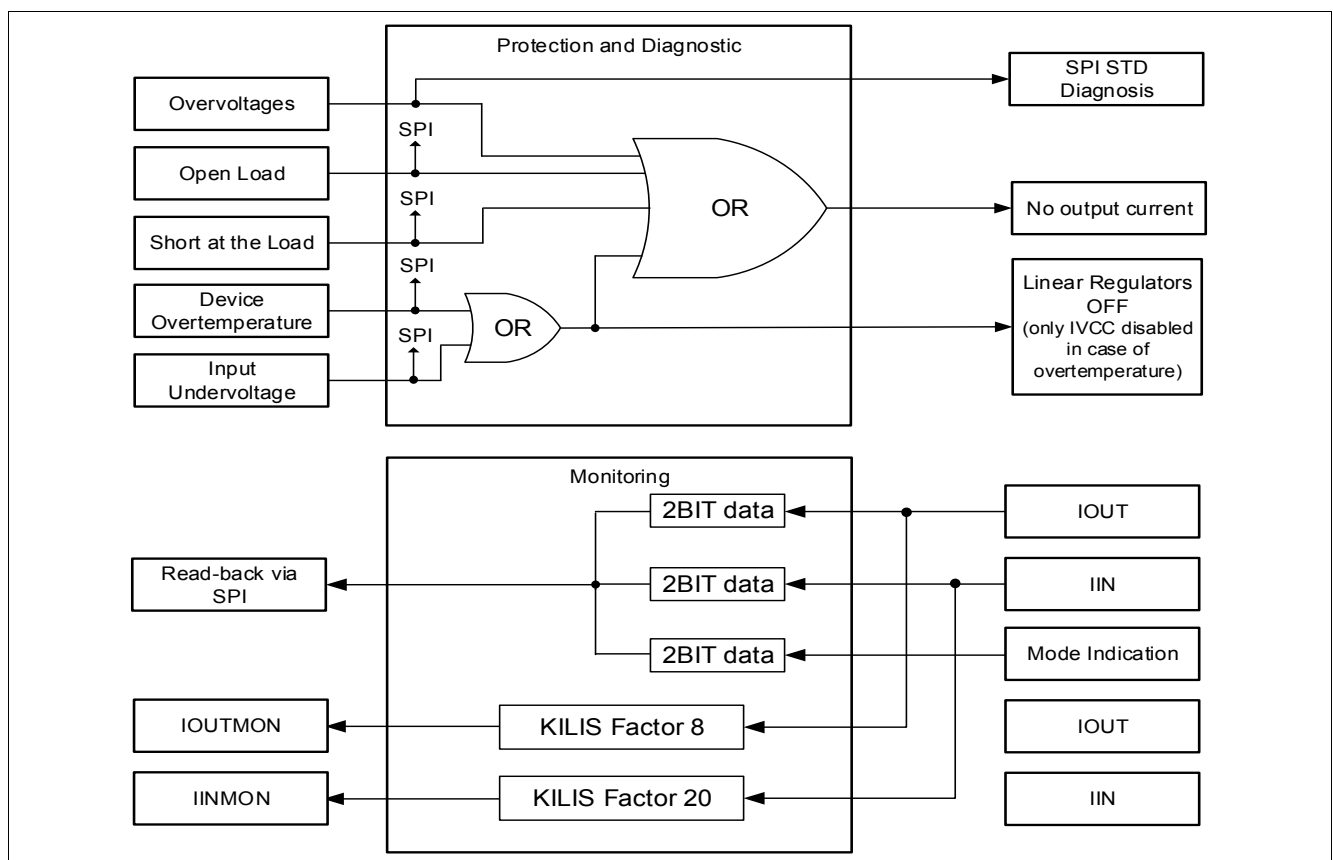 Protection and Diagnostic
Overvoltages
SPI STD
Diagnosis
SPI
Open Load
SPI
OR
No output current
Short at the Load
SPI
Device
Overtemperature
SPI
OR
Linear Regulators
OFF
(only IVCC disabled
in case of
overtemperature)
Input
Undervoltage
Monitoring
2BIT data
IOUT
Read-back via
SPI
2BIT data
IIN
2BIT data
Mode Indication
IOUTMON
KILIS Factor 8
IOUT
IINMON
KILIS Factor 20
IIN